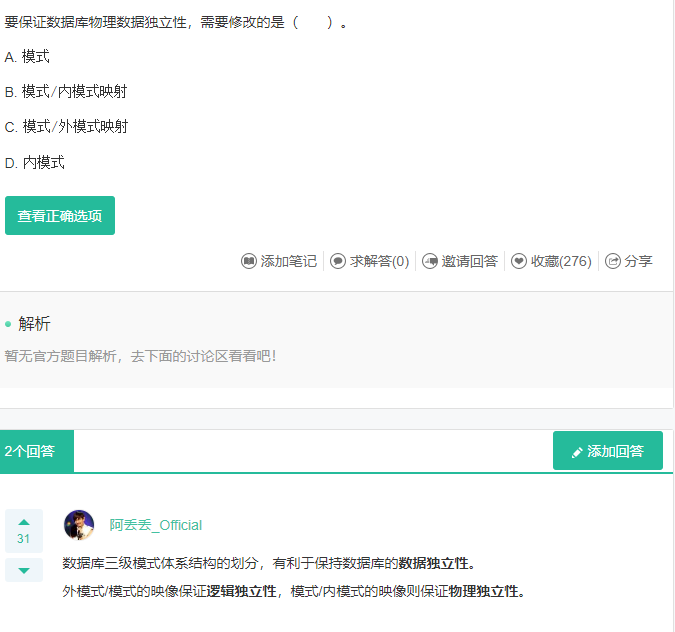 要保证数据库物理数据独立性，需要修改的是（　　）。
A. 模式
B. 模式/内模式映射
C. 模式/外模式映射
D. 内模式
查看正确选项
添加笔记 求解答(0) 邀请回答 收藏(276) 分享
解析
暂无官方题目解析，去下面的讨论区看看吧！
2个回答 添加回答
31
阿丢丢_Official
数据库三级模式体系结构的划分，有利于保持数据库的数据独立性。
外模式/模式的映像保证逻辑独立性，模式/内模式的映像则保证物理独立性。